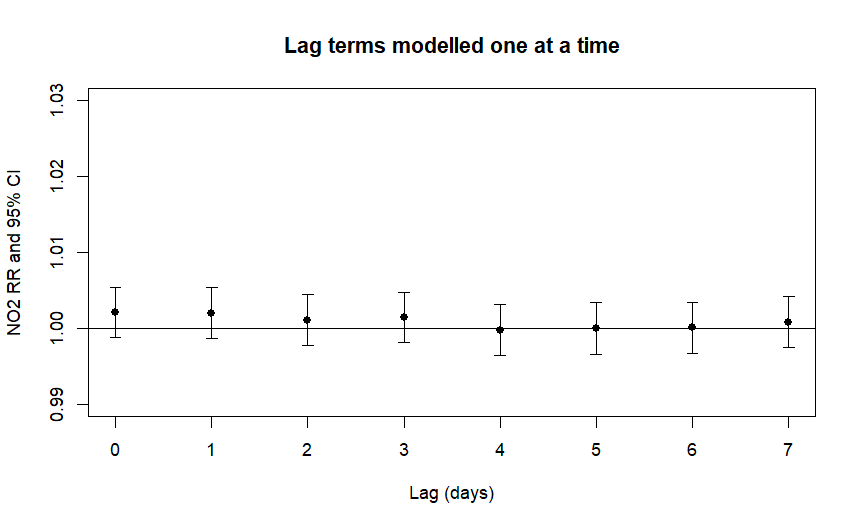 Lag terms modelled one at a time
NO2 RR and 95% CI
1.03
1.02
1.01
1.00
0.99
0 1 2 3 4 5 6 7
Lag (days)